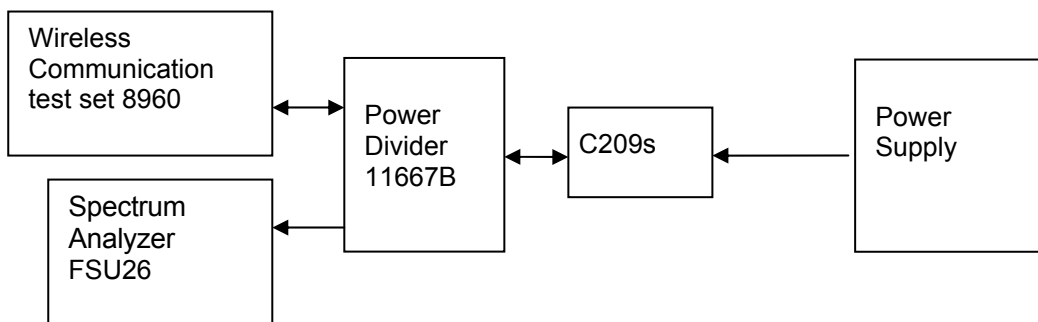 Wireless
Communication
test set 8960
Power
Divider
11667B
C209s
Power
Supply
Spectrum
Analyzer
FSU26